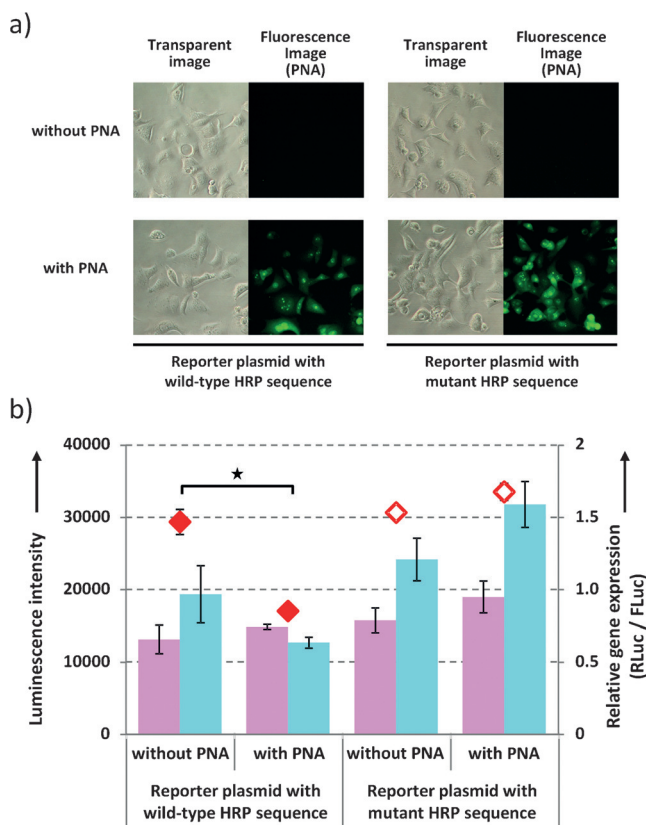 a)
Transparent image
Fluorescence Image (PNA)
Transparent image
Fluorescence Image (PNA)
without PNA
with PNA
Reporter plasmid with
wild-type HRP sequence
Reporter plasmid with
mutant HRP sequence
b)
40000
30000
20000
10000
0
Luminescence intensity
2
1.5
1.0
0.5
0
Relative gene expression
(RLuc / FLuc)
★
without PNA
with PNA
without PNA
with PNA
Reporter plasmid with
wild-type HRP sequence
Reporter plasmid with
mutant HRP sequence